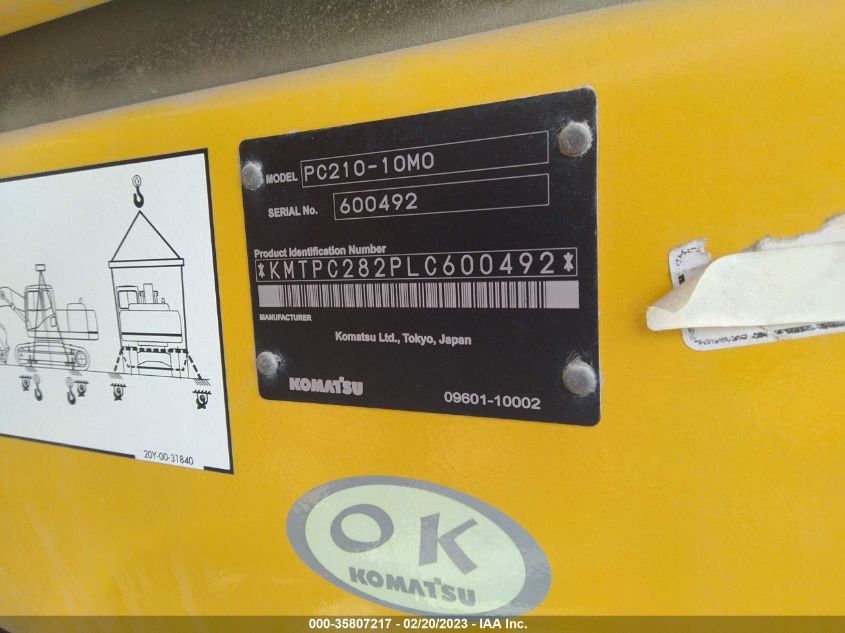 MODEL PC210-10M0
SERIAL No. 600492
Product Identification Number
*KMTPC282PLC600492*
MANUFACTURER
Komatsu Ltd., Tokyo, Japan
KOMATSU
09601-10002
20Y-00-31840
OK
KOMATSU
000-35807217 - 02/20/2023 - IAA Inc.